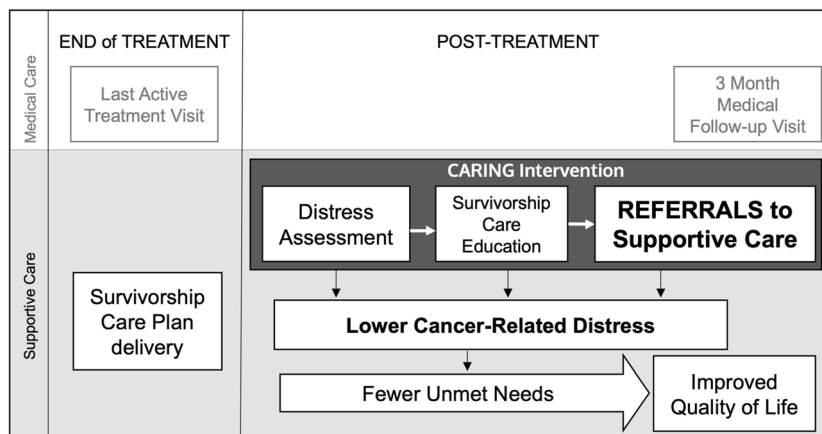 END of TREATMENT
POST-TREATMENT
Medical Care
Last Active
Treatment Visit
3 Month
Medical
Follow-up Visit
Supportive Care
CARING Intervention
Distress
Assessment
Survivorship
Care
Education
REFERRALS to
Supportive Care
Survivorship
Care Plan
delivery
Lower Cancer-Related Distress
Fewer Unmet Needs
Improved
Quality of Life